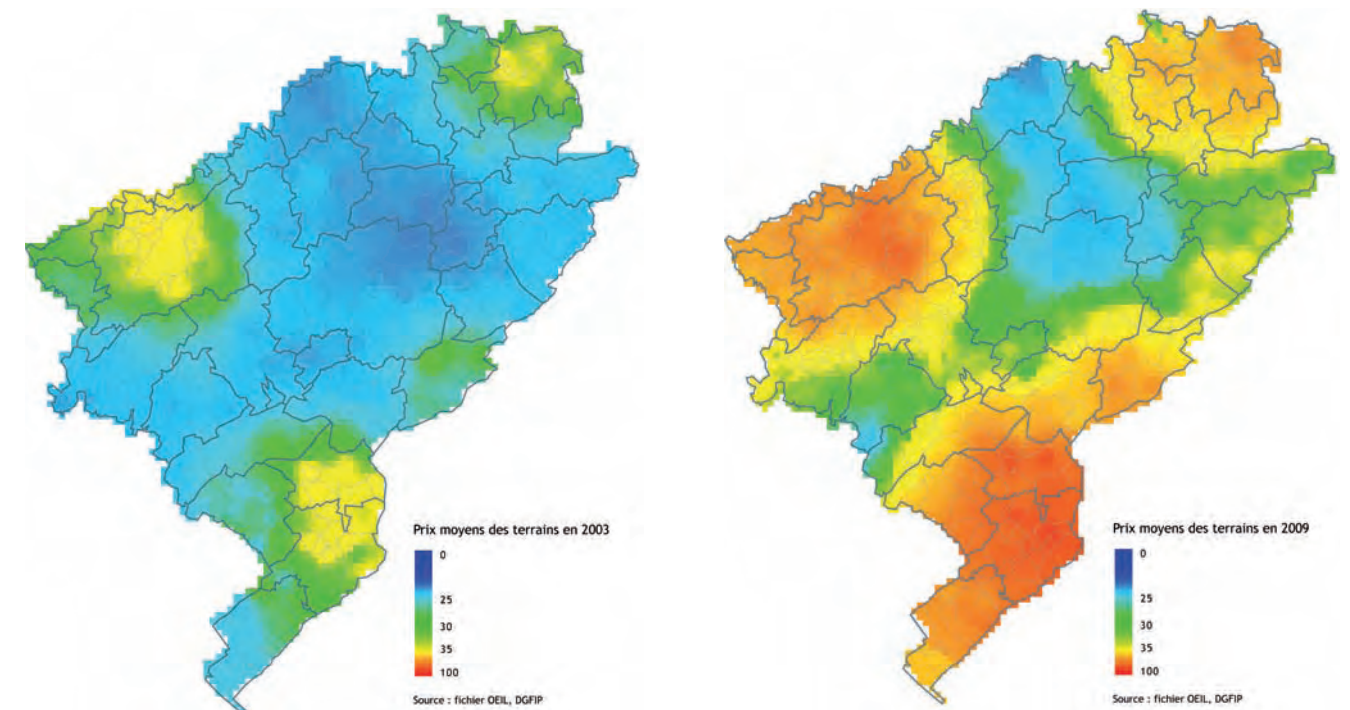 Prix moyens des terrains en 2003
0
25
30
35
100
Source : fichier OEIL, DGFIP
Prix moyens des terrains en 2009
0
25
30
35
100
Source : fichier OEIL, DGFIP